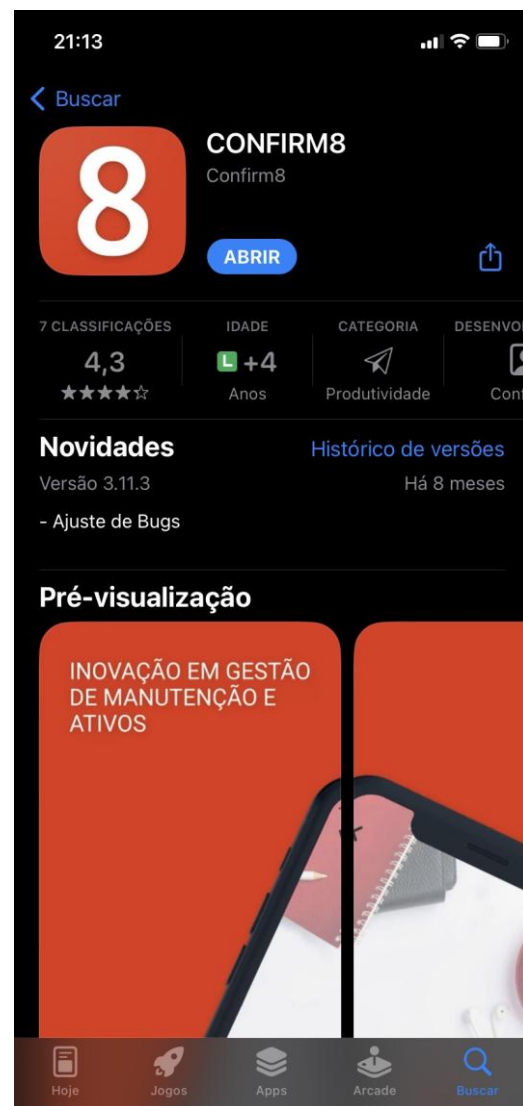 21:13
Buscar
8
CONFIRM8
Confirm8
ABRIR
7 CLASSIFICAÇÕES
IDADE
CATEGORIA
DESENVO
4,3
L +4
★★★★☆
Anos
Produtividade
Conf
Novidades
Histórico de versões
Versão 3.11.3
Há 8 meses
- Ajuste de Bugs
Pré-visualização
INOVAÇÃO EM GESTÃO
DE MANUTENÇÃO E
ATIVOS
Hoje
Jogos
Apps
Arcade
Buscar